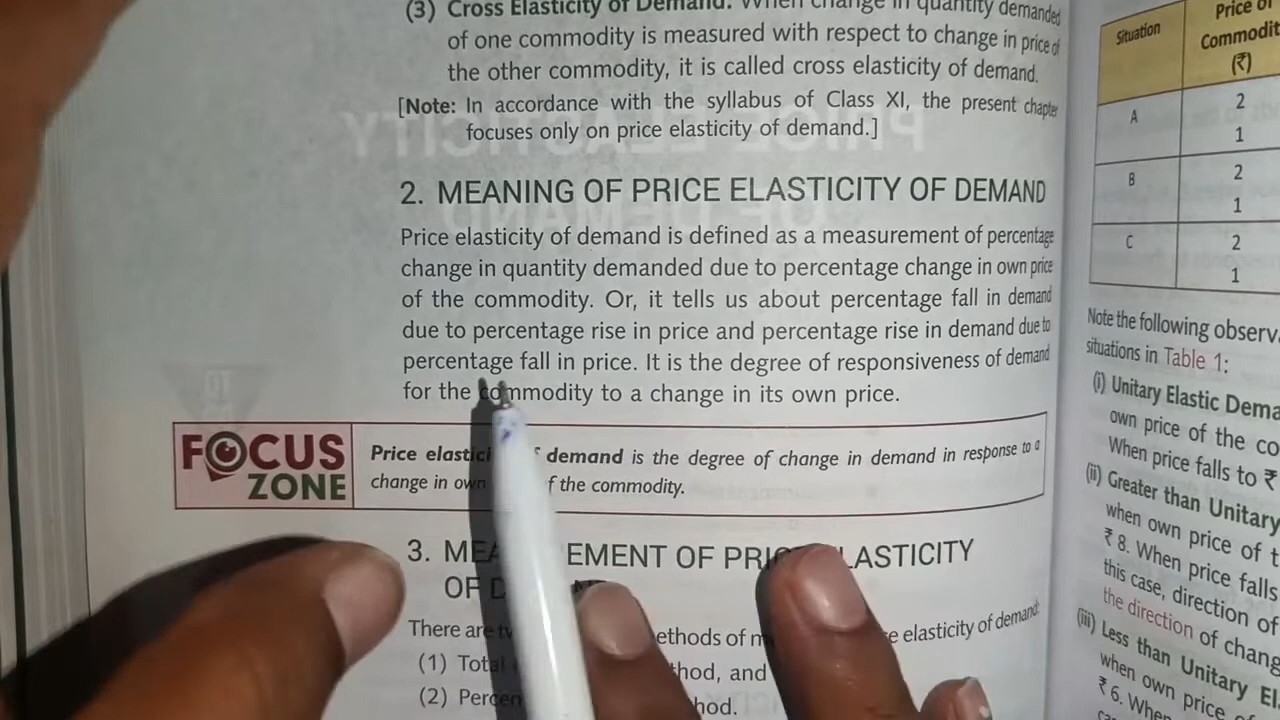 (3) Cross Elasticity of Demand: When change in quantity demanded
of one commodity is measured with respect to change in price of
the other commodity, it is called cross elasticity of demand.
[Note: In accordance with the syllabus of Class XI, the present chapter
focuses only on price elasticity of demand.]
2. MEANING OF PRICE ELASTICITY OF DEMAND
Price elasticity of demand is defined as a measurement of percentage
change in quantity demanded due to percentage change in own price
of the commodity. Or, it tells us about percentage fall in demand
due to percentage rise in price and percentage rise in demand due to
percentage fall in price. It is the degree of responsiveness of demand
for the commodity to a change in its own price.
FOCUS
ZONE
Price elastici demand is the degree of change in demand in response to a
change in own f the commodity.
3. MEA EMENT OF PRI LASTICITY
OF D
There are ethods of m e elasticity of demand:
(1) Total hod, and
(2) Percen hod.
Situation
Price of
Commodit
(₹)
A 2
1
B 2
1
C 2
1
Note the following observ
situations in Table 1:
(i) Unitary Elastic Dema
own price of the co
When price falls to ₹
(ii) Greater than Unitary
when own price of t
₹ 8. When price falls
this case, direction of
the direction of chang
(iii) Less than Unitary El
when own price
₹ 6. When